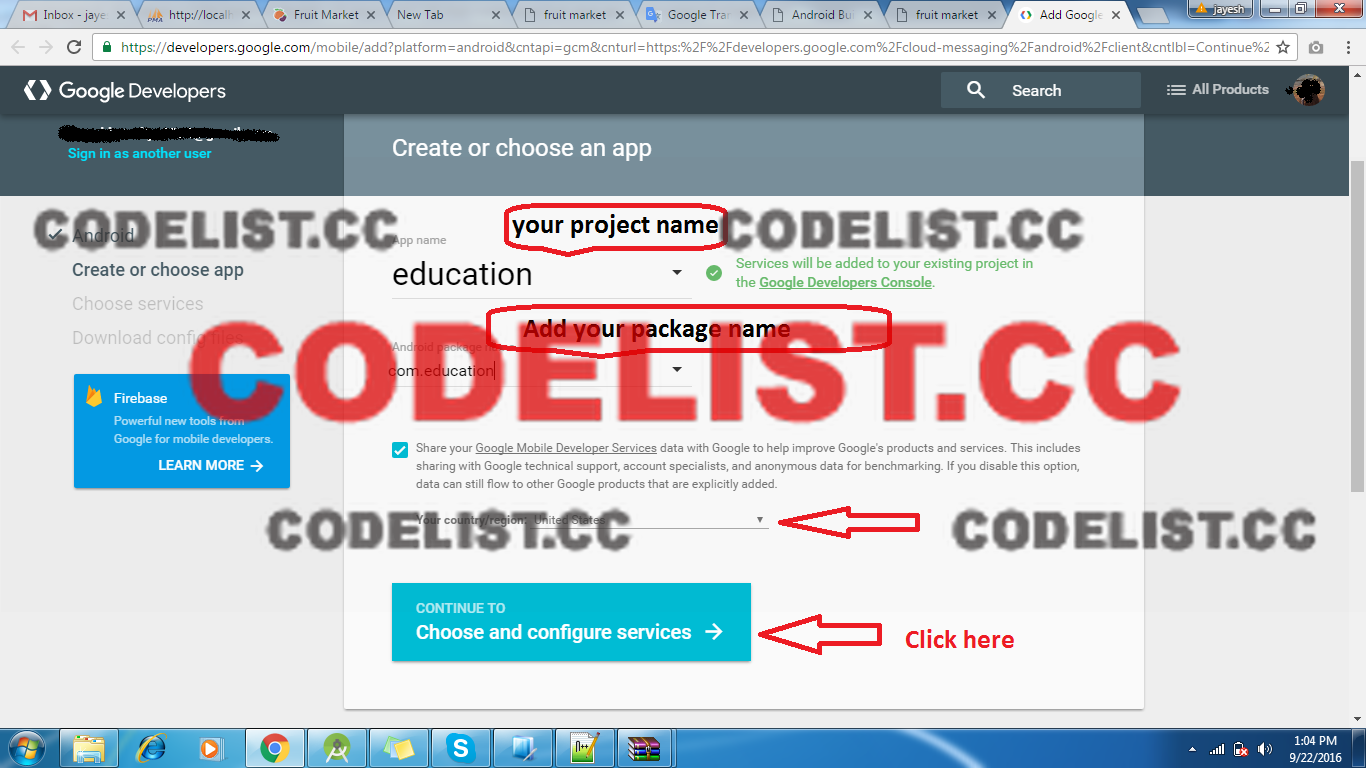 Inbox - jaye
http://localh
Fruit Market
New Tab
fruit market
Google Tran
Android Bui
fruit market
Add Google
jayesh
https://developers.google.com/mobile/add?platform=android&cntapi=gcm&cnturl=https:%2F%2Fdevelopers.google.com%2Fcloud-messaging%2Fandroid%2Fclient&cntlbl=Continue%2
Google Developers
Search
All Products
Sign in as another user
Create or choose an app
CODELIST.CC
your project name
CODELIST.CC
Android
App name
Create or choose app
education
Services will be added to your existing project in
the Google Developers Console.
Choose services
Add your package name
Download config files
Android package
com.education
CODELIST.CC
Firebase
Powerful new tools from
Google for mobile developers.
LEARN MORE
Share your Google Mobile Developer Services data with Google to help improve Google's products and services. This includes
sharing with Google technical support, account specialists, and anonymous data for benchmarking. If you disable this option,
data can still flow to other Google products that are explicitly added.
Your country/region: United States
CODELIST.CC
CODELIST.CC
CONTINUE TO
Choose and configure services
Click here
1:04 PM
9/22/2016